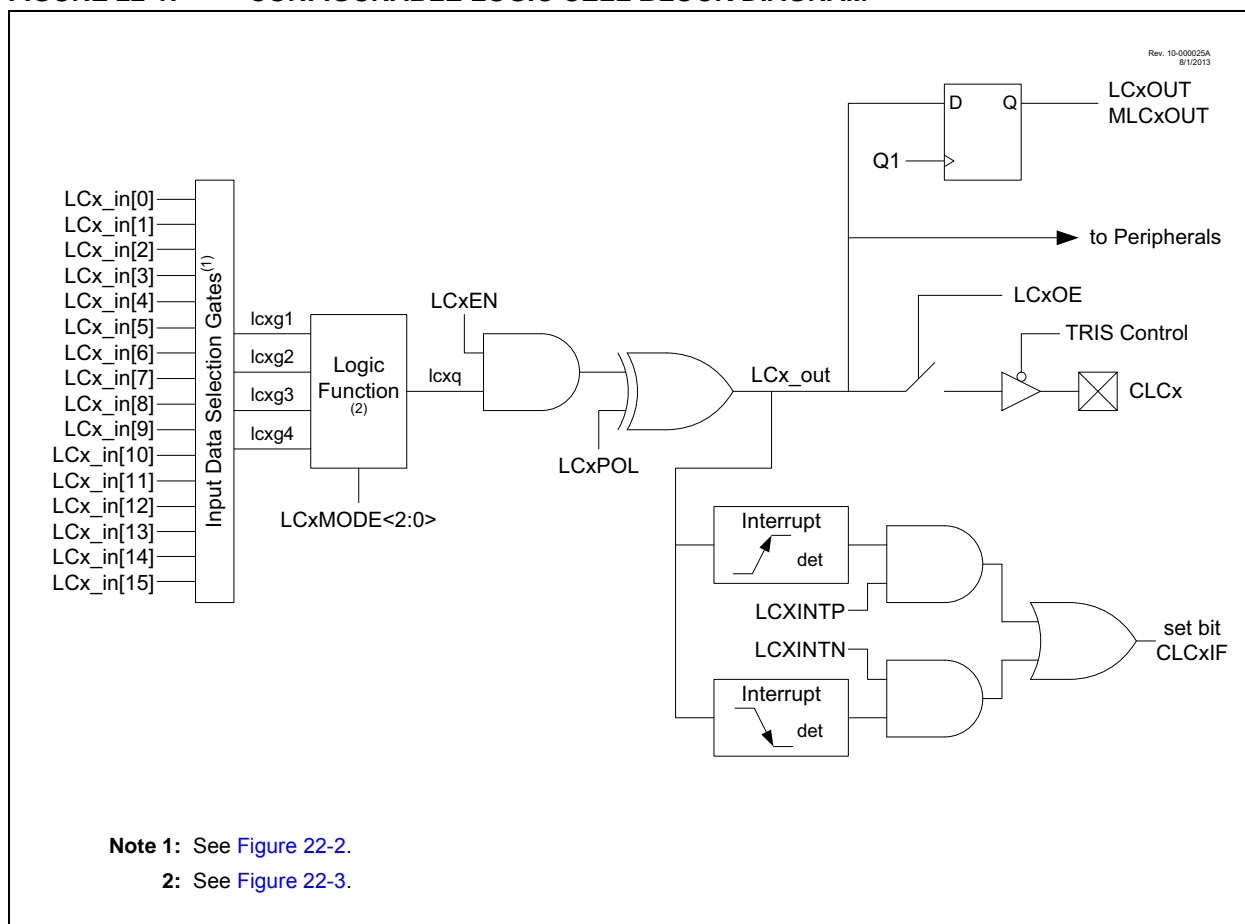 Rev. 10-000025A
8/1/2013
LCxOUT
MLCxOUT
D Q
Q1
to Peripherals
LCxOE
TRIS Control
CLCx
LCx_in[0]
LCx_in[1]
LCx_in[2]
LCx_in[3]
LCx_in[4]
LCx_in[5]
LCx_in[6]
LCx_in[7]
LCx_in[8]
LCx_in[9]
LCx_in[10]
LCx_in[11]
LCx_in[12]
LCx_in[13]
LCx_in[14]
LCx_in[15]
Input Data Selection Gates(1)
lcxg1
lcxg2
lcxg3
lcxg4
Logic
Function
(2)
LCxMODE<2:0>
lcxq
LCxEN
LCxPOL
LCx_out
Interrupt
det
LCXINTP
LCXINTN
Interrupt
det
set bit
CLCxIF
Note 1: See Figure 22-2.
2: See Figure 22-3.